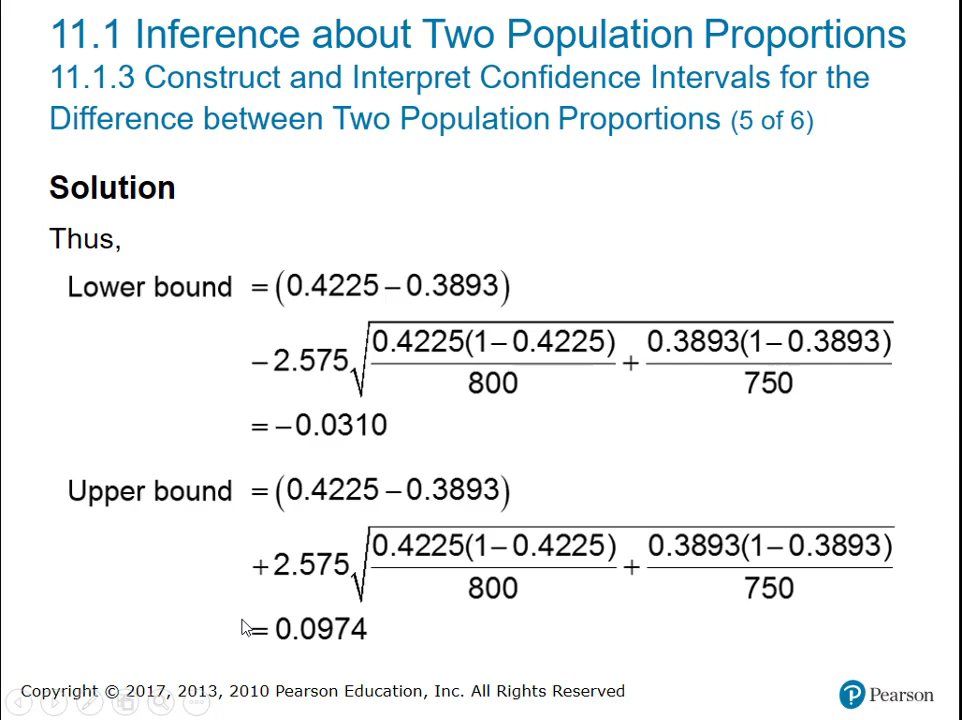 11.1 Inference about Two Population Proportions
11.1.3 Construct and Interpret Confidence Intervals for the
Difference between Two Population Proportions (5 of 6)
Solution
Thus,
Lower bound = (0.4225 – 0.3893)
– 2.575 √ 0.4225(1– 0.4225) / 800 + 0.3893(1– 0.3893) / 750
= –0.0310
Upper bound = (0.4225 – 0.3893)
+ 2.575 √ 0.4225(1– 0.4225) / 800 + 0.3893(1– 0.3893) / 750
= 0.0974
Copyright © 2017, 2013, 2010 Pearson Education, Inc. All Rights Reserved
P Pearson